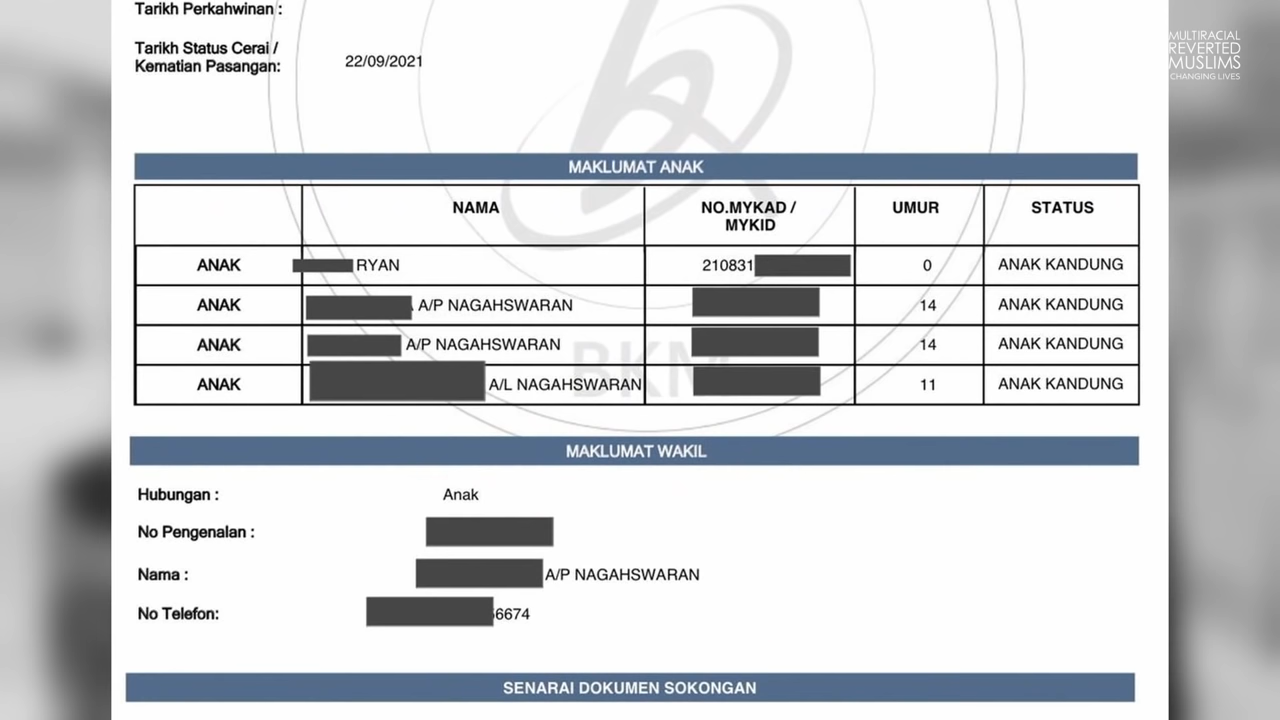 Tarikh Perkahwinan :
MULTIRACIAL
REVERTED
MUSLIMS
CHANGING LIVES
Tarikh Status Cerai /
Kematian Pasangan: 22/09/2021
MAKLUMAT ANAK
NAMA NO.MYKAD / MYKID UMUR STATUS
ANAK RYAN 210831 0 ANAK KANDUNG
ANAK A/P NAGAHSWARAN 14 ANAK KANDUNG
ANAK A/P NAGAHSWARAN 14 ANAK KANDUNG
ANAK A/L NAGAHSWARAN 11 ANAK KANDUNG
BKM
MAKLUMAT WAKIL
Hubungan : Anak
No Pengenalan :
Nama : A/P NAGAHSWARAN
No Telefon: 6674
SENARAI DOKUMEN SOKONGAN